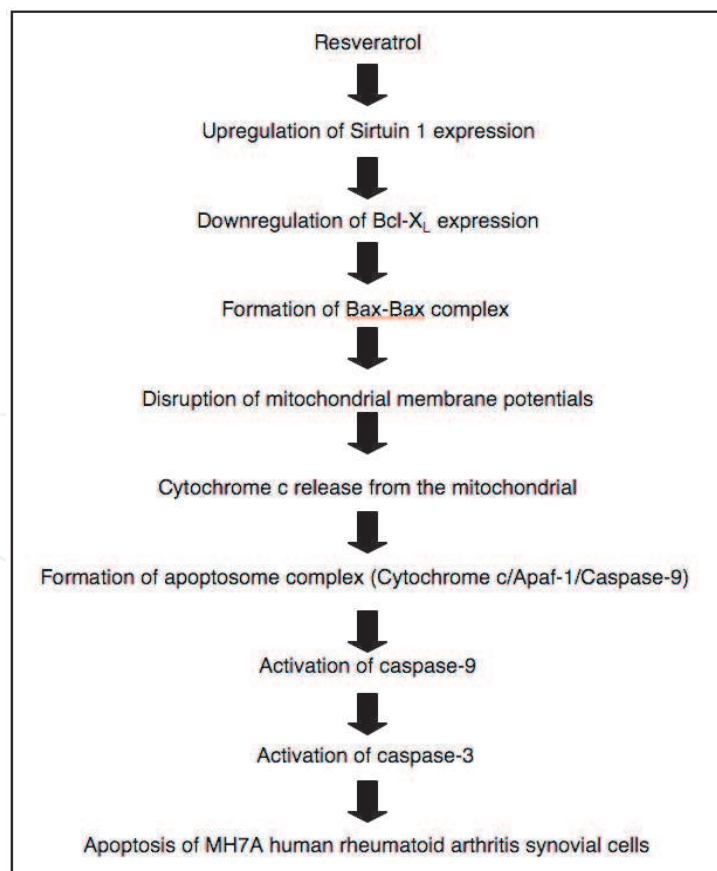 Resveratrol
Upregulation of Sirtuin 1 expression
Downregulation of Bcl-XL expression
Formation of Bax-Bax complex
Disruption of mitochondrial membrane potentials
Cytochrome c release from the mitochondrial
Formation of apoptosome complex (Cytochrome c/Apaf-1/Caspase-9)
Activation of caspase-9
Activation of caspase-3
Apoptosis of MH7A human rheumatoid arthritis synovial cells